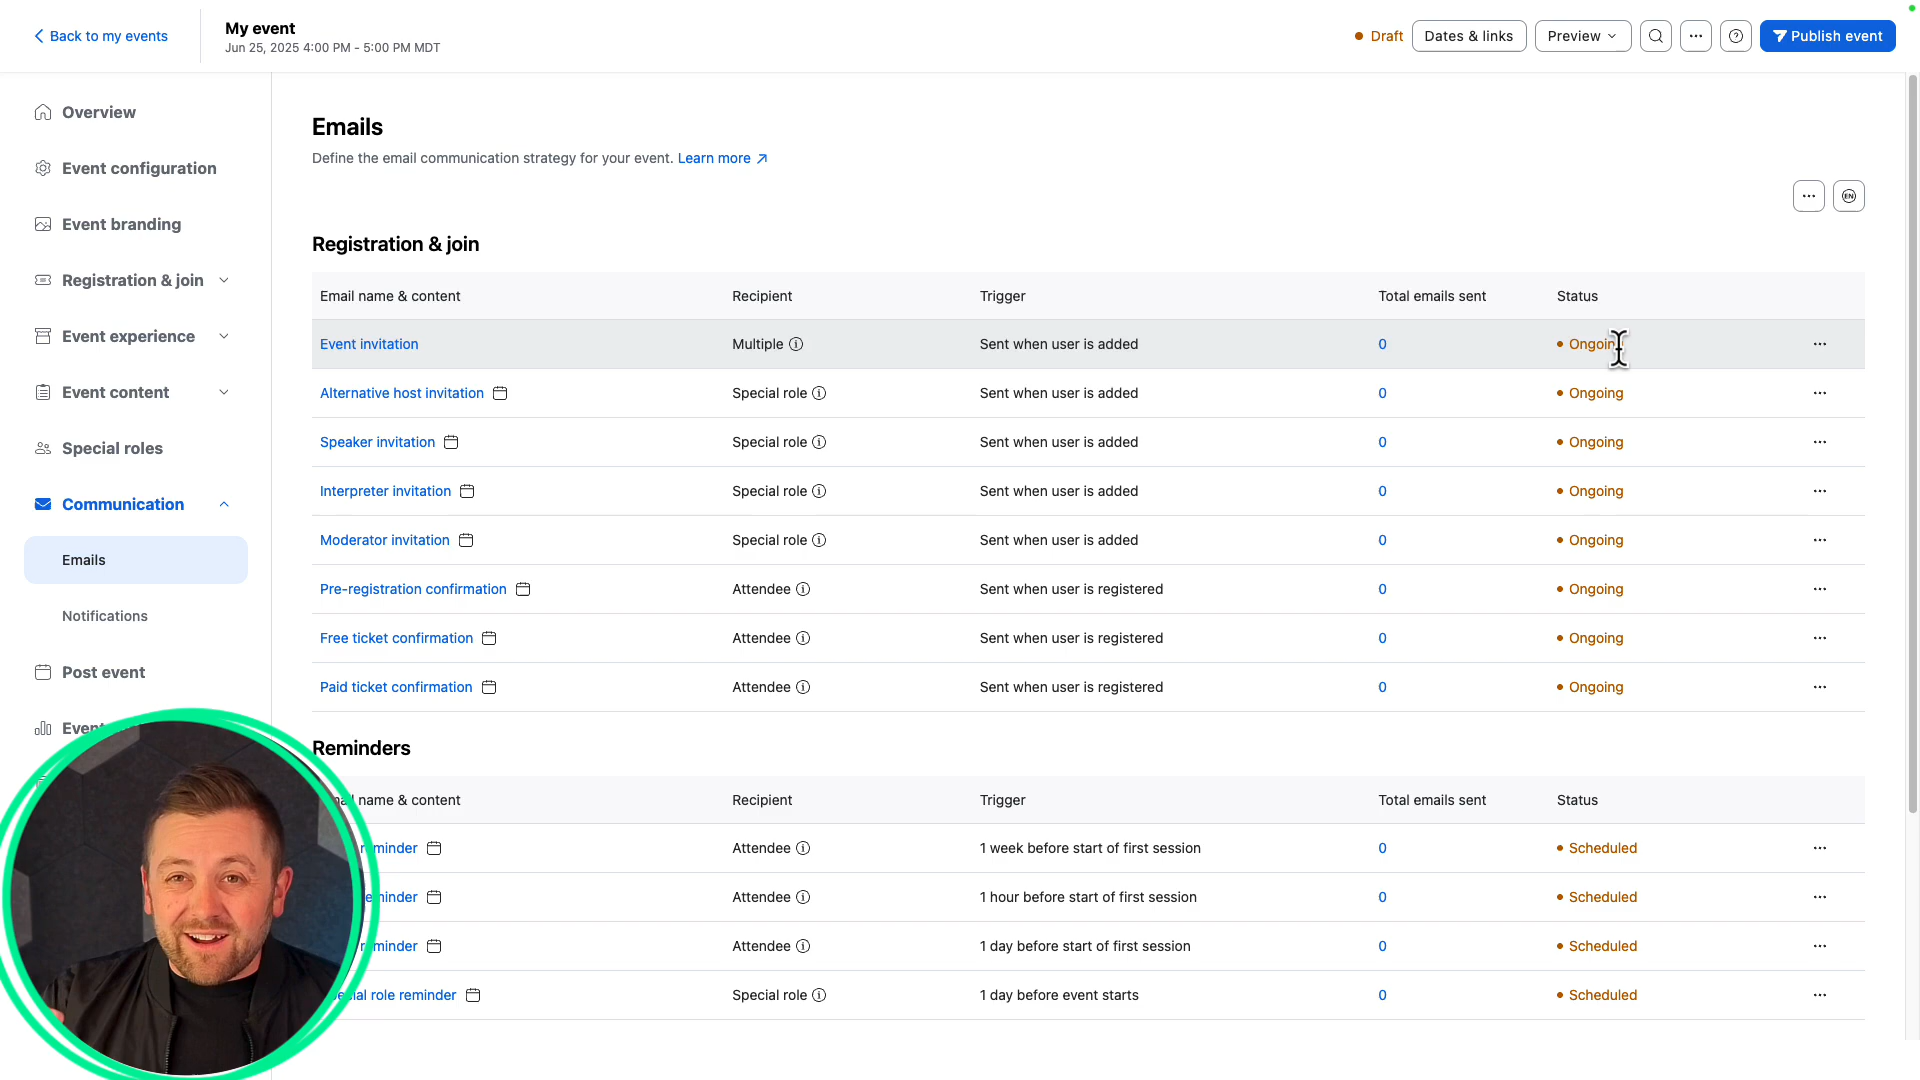 Back to my events
My event
Jun 25, 2025 4:00 PM - 5:00 PM MDT
Draft
Dates & links
Preview
Publish event
Overview
Event configuration
Event branding
Registration & join
Event experience
Event content
Special roles
Communication
Emails
Notifications
Post event
Emails
Define the email communication strategy for your event. Learn more
EN
Registration & join
Email name & content Recipient Trigger Total emails sent Status
Event invitation Multiple Sent when user is added 0 Ongoing
Alternative host invitation Special role Sent when user is added 0 Ongoing
Speaker invitation Special role Sent when user is added 0 Ongoing
Interpreter invitation Special role Sent when user is added 0 Ongoing
Moderator invitation Special role Sent when user is added 0 Ongoing
Pre-registration confirmation Attendee Sent when user is registered 0 Ongoing
Free ticket confirmation Attendee Sent when user is registered 0 Ongoing
Paid ticket confirmation Attendee Sent when user is registered 0 Ongoing
Reminders
name & content Recipient Trigger Total emails sent Status
reminder Attendee 1 week before start of first session 0 Scheduled
reminder Attendee 1 hour before start of first session 0 Scheduled
reminder Attendee 1 day before start of first session 0 Scheduled
role reminder Special role 1 day before event starts 0 Scheduled